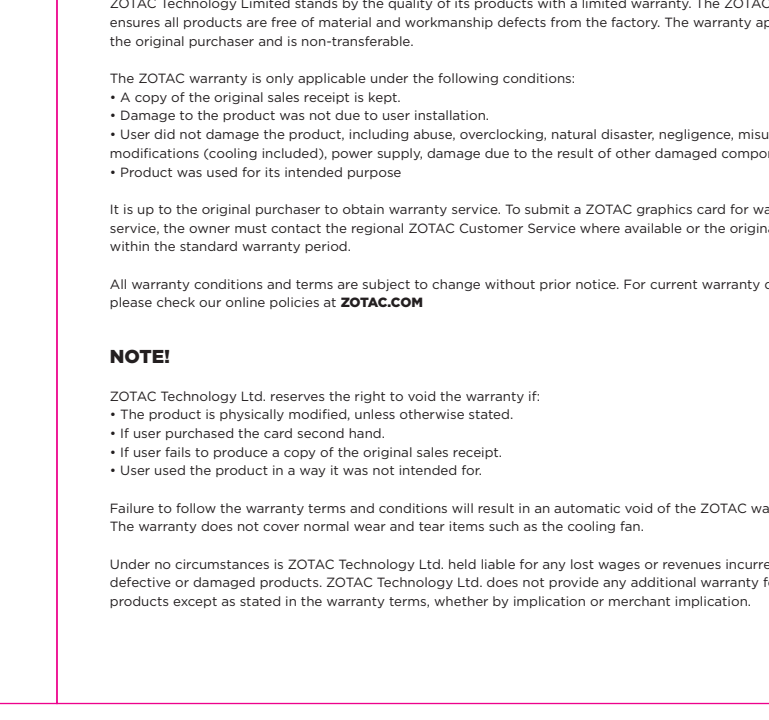 ZOTAC Technology Limited stands by the quality of its products with a limited warranty. The ZOTAC
ensures all products are free of material and workmanship defects from the factory. The warranty
the original purchaser and is non-transferable.
The ZOTAC warranty is only applicable under the following conditions:
• A copy of the original sales receipt is kept.
• Damage to the product was not due to user installation.
• User did not damage the product, including abuse, overclocking, natural disaster, negligence,
modifications (cooling included), power supply, damage due to the result of other damaged
• Product was used for its intended purpose
It is up to the original purchaser to obtain warranty service. To submit a ZOTAC graphics card for
service, the owner must contact the regional ZOTAC Customer Service where available or the
within the standard warranty period.
All warranty conditions and terms are subject to change without prior notice. For current warranty
please check our online policies at ZOTAC.COM
NOTE!
ZOTAC Technology Ltd. reserves the right to void the warranty if:
• The product is physically modified, unless otherwise stated.
• If user purchased the card second hand.
• If user fails to produce a copy of the original sales receipt.
• User used the product in a way it was not intended for.
Failure to follow the warranty terms and conditions will result in an automatic void of the ZOTAC
The warranty does not cover normal wear and tear items such as the cooling fan.
Under no circumstances is ZOTAC Technology Ltd. held liable for any lost wages or revenues
defective or damaged products. ZOTAC Technology Ltd. does not provide any additional warranty
products except as stated in the warranty terms, whether by implication or merchant implication.